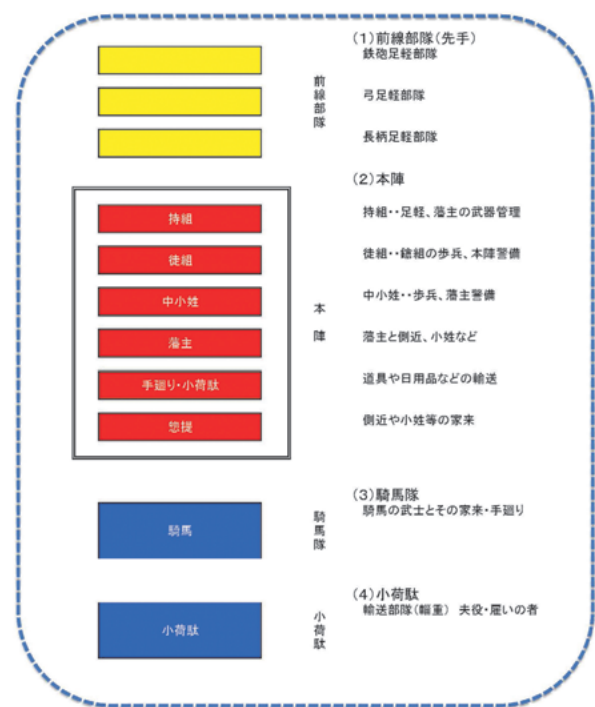 (1)前線部隊(先手)
鉄砲足軽部隊
前線部隊
弓足軽部隊
長柄足軽部隊
(2)本陣
持組
持組・・足軽、藩主の武器管理
徒組
徒組・・鎗組の歩兵、本陣警備
中小姓
中小姓・・歩兵、藩主警備
本陣
藩主
藩主と側近、小姓など
手廻り・小荷駄
道具や日用品などの輸送
惣提
側近や小姓等の家来
(3)騎馬隊
騎馬の武士とその家来・手廻り
騎馬
騎馬隊
(4)小荷駄
輸送部隊(輜重) 夫役・雇いの者
小荷駄
小荷駄